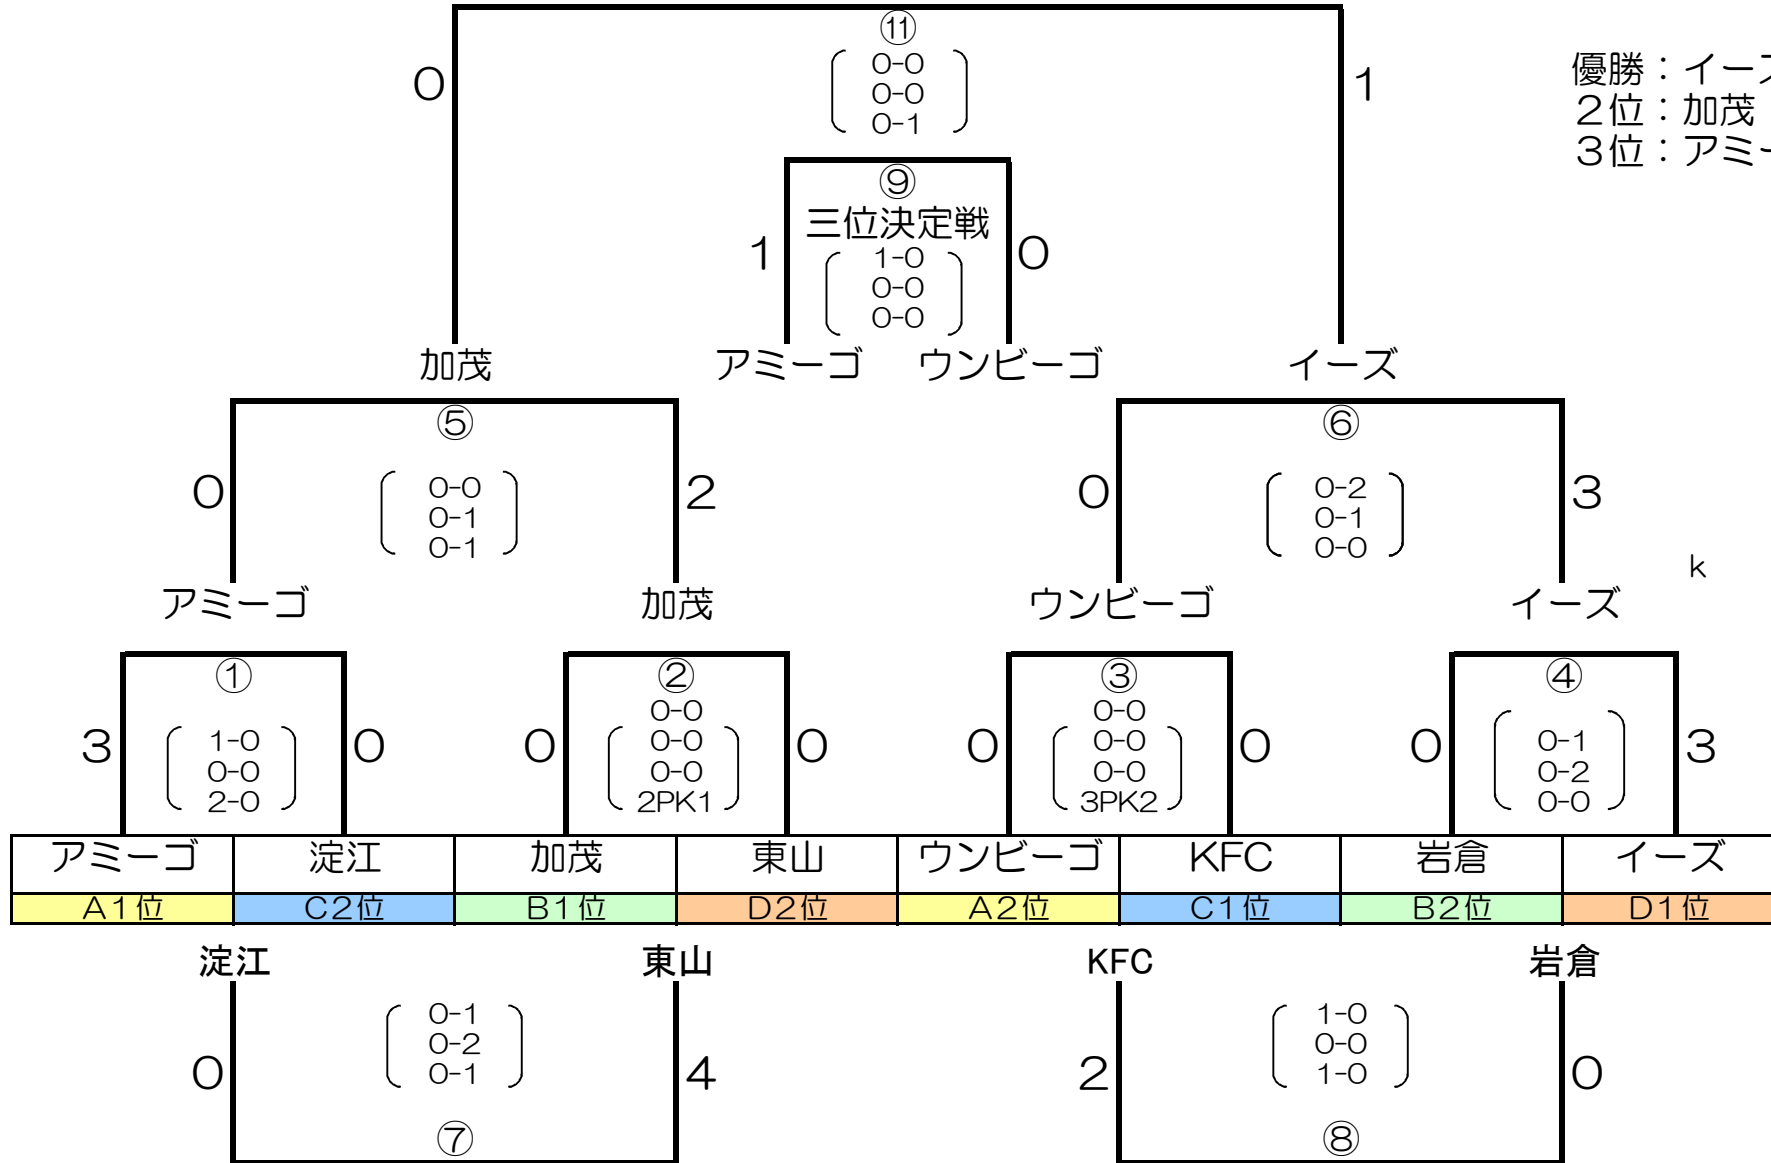 ⑪
0-0
0 0-0 1
0-1
優勝：イーズ
2位：加茂
3位：アミー
⑨
三位決定戦
1 1-0 0
0-0
0-0
加茂 アミーゴ ウンビーゴ イーズ
⑤ ⑥
0 0-0 2 0 0-2 3
0-1 0-1
0-1 0-0
k
アミーゴ 加茂 ウンビーゴ イーズ
① ② ③ ④
0-0 0-0
3 1-0 0 0 0-0 0 0 0-0 0 0 0-1 3
0-0 0-0 0-0 0-2
2-0 2PK1 3PK2 0-0
アミーゴ 淀江 加茂 東山 ウンビーゴ KFC 岩倉 イーズ
A1位 C2位 B1位 D2位 A2位 C1位 B2位 D1位
淀江 東山 KFC 岩倉
0-1 1-0
0-2 0-0
0 0-1 4 2 1-0 0
⑦ ⑧